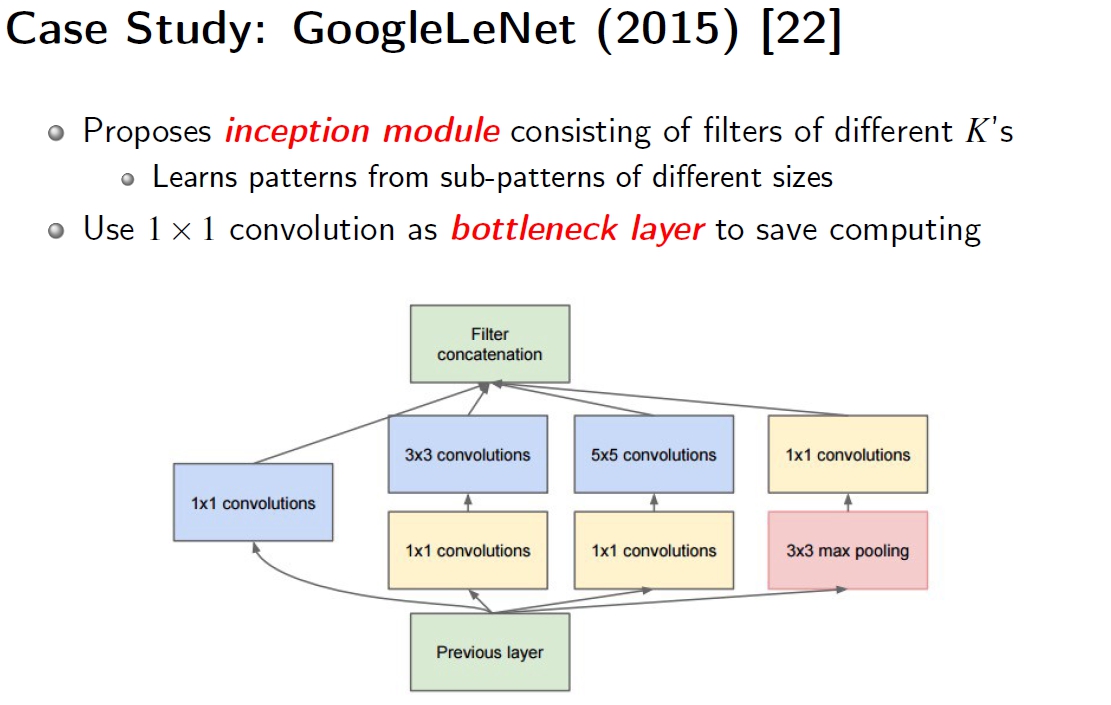 Case Study: GoogleLeNet (2015) [22]
Proposes inception module consisting of filters of different K's
Learns patterns from sub-patterns of different sizes
Use 1 × 1 convolution as bottleneck layer to save computing
Filter
concatenation
3x3 convolutions
5x5 convolutions
1x1 convolutions
1x1 convolutions
1x1 convolutions
1x1 convolutions
3x3 max pooling
Previous layer